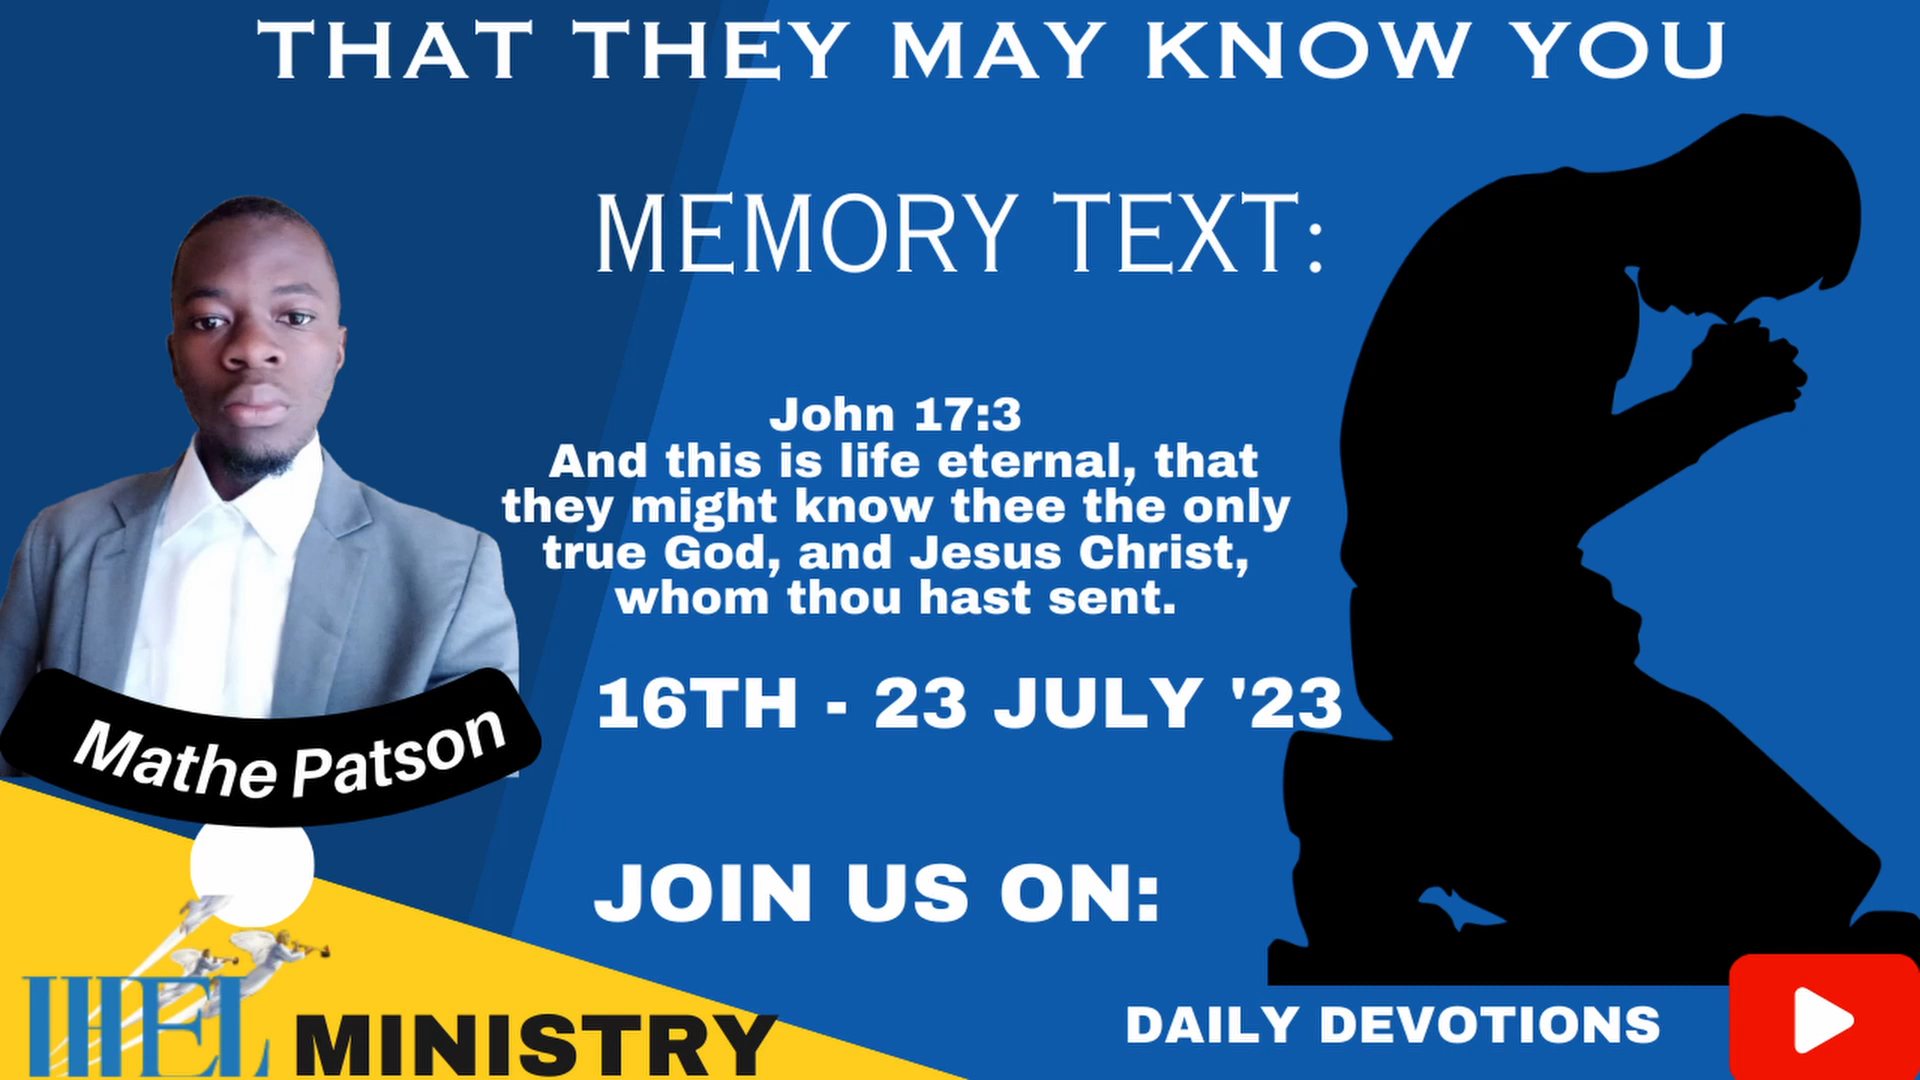 THAT THEY MAY KNOW YOU
MEMORY TEXT:
John 17:3
And this is life eternal, that
they might know thee the only
true God, and Jesus Christ,
whom thou hast sent.
16TH - 23 JULY '23
Mathe Patson
JOIN US ON:
DAILY DEVOTIONS
MINISTRY